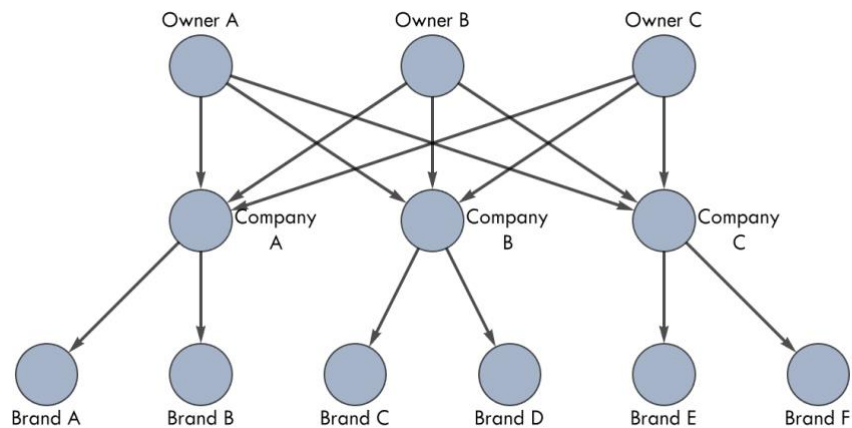 Owner A
Owner B
Owner C
Company
A
Company
B
Company
C
Brand A
Brand B
Brand C
Brand D
Brand E
Brand F